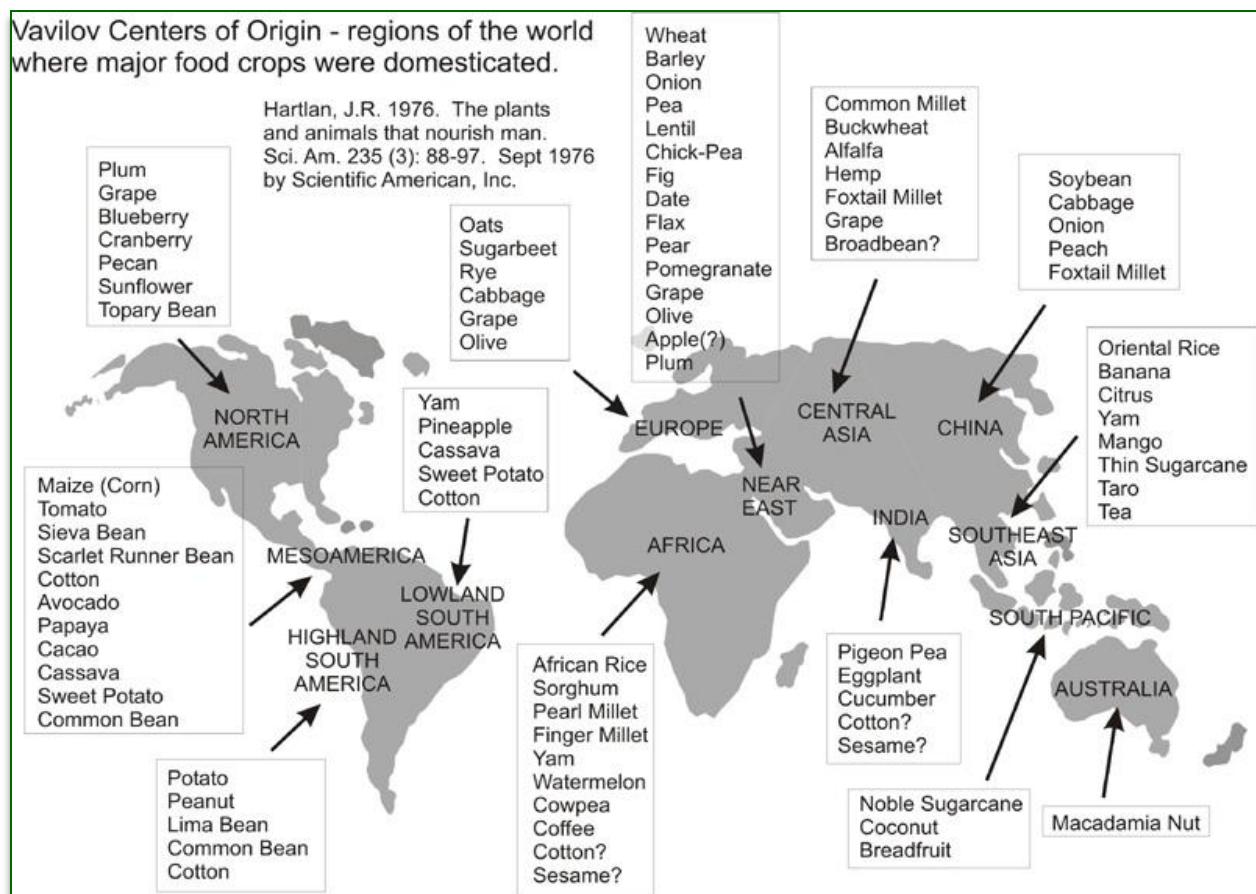 Vavilov Centers of Origin - regions of the world
where major food crops were domesticated.
Hartlan, J.R. 1976. The plants
and animals that nourish man.
Sci. Am. 235 (3): 88-97. Sept 1976
by Scientific American, Inc.
Plum
Grape
Blueberry
Cranberry
Pecan
Sunflower
Topary Bean
Oats
Sugarbeet
Rye
Cabbage
Grape
Olive
Wheat
Barley
Onion
Pea
Lentil
Chick-Pea
Fig
Date
Flax
Pear
Pomegranate
Grape
Olive
Apple(?)
Plum
Common Millet
Buckwheat
Alfalfa
Hemp
Foxtail Millet
Grape
Broadbean?
Soybean
Cabbage
Onion
Peach
Foxtail Millet
Oriental Rice
Banana
Citrus
Yam
Mango
Thin Sugarcane
Taro
Tea
Yam
Pineapple
Cassava
Sweet Potato
Cotton
Maize (Corn)
Tomato
Sieva Bean
Scarlet Runner Bean
Cotton
Avocado
Papaya
Cacao
Cassava
Sweet Potato
Common Bean
NORTH
AMERICA
EUROPE
CENTRAL
ASIA
CHINA
NEAR
EAST
INDIA
SOUTHEAST
ASIA
AFRICA
MESOAMERICA
LOWLAND
SOUTH
AMERICA
HIGHLAND
SOUTH
AMERICA
SOUTH PACIFIC
AUSTRALIA
Potato
Peanut
Lima Bean
Common Bean
Cotton
African Rice
Sorghum
Pearl Millet
Finger Millet
Yam
Watermelon
Cowpea
Coffee
Cotton?
Sesame?
Pigeon Pea
Eggplant
Cucumber
Cotton?
Sesame?
Noble Sugarcane
Coconut
Breadfruit
Macadamia Nut